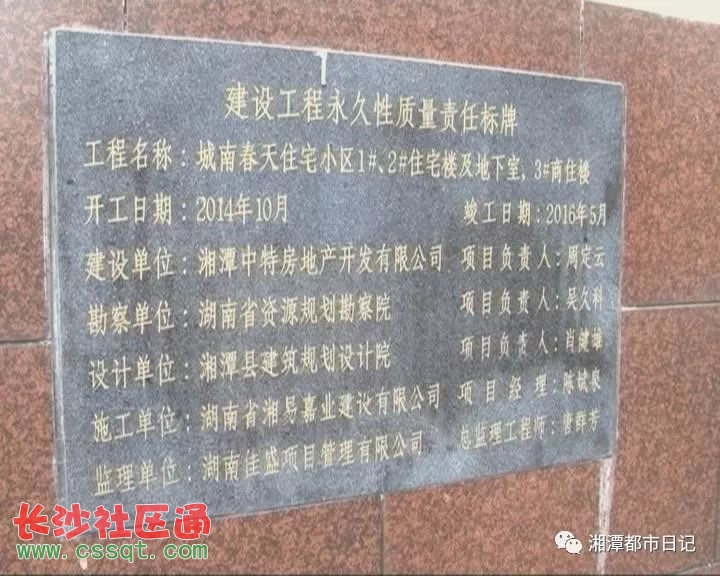 建设工程永久性质量责任标牌
工程名称：城南春天住宅小区1#、2#住宅楼及地下室，3#商住楼
开工日期：2014年10月 竣工日期：2016年5月
建设单位：湘潭中特房地产开发有限公司 项目负责人：周定云
勘察单位：湖南省资源规划勘察院 项目负责人：吴久科
设计单位：湘潭县建筑规划设计院 项目负责人：肖健雄
施工单位：湖南省湘易嘉业建设有限公司 项目经理：陈斌
监理单位：湖南佳盛项目管理有限公司 总监理工程师：唐群芳
长沙社区通
www.cssqt.com
湘潭都市日记